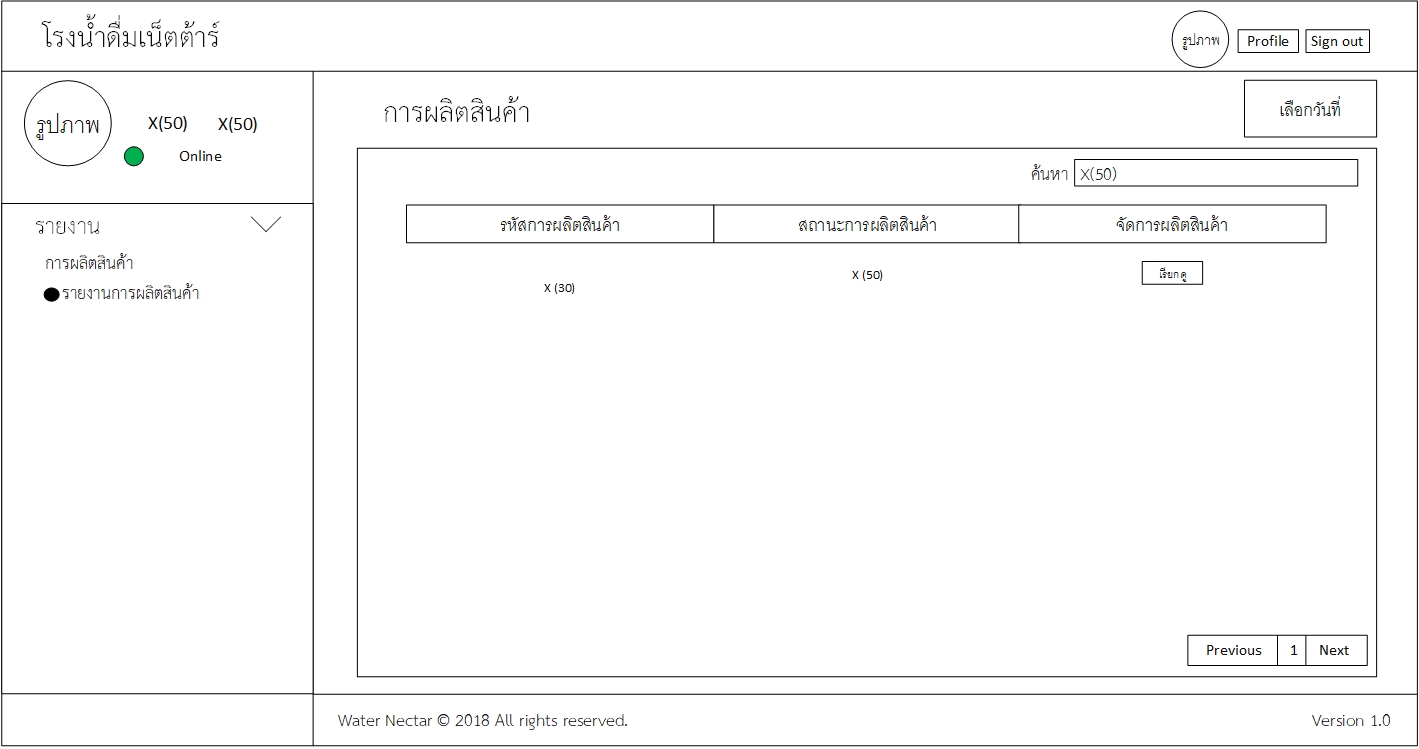 โรงน้ำดื่มเน็ตต้าร์
รูปภาพ
Profile
Sign out
รูปภาพ
X(50)
X(50)
Online
รายงาน
การผลิตสินค้า
รายงานการผลิตสินค้า
การผลิตสินค้า
เลือกวันที่
ค้นหา
X(50)
รหัสการผลิตสินค้า
สถานะการผลิตสินค้า
จัดการผลิตสินค้า
X (30)
X (50)
เรียกดู
Previous
1
Next
Water Nectar © 2018 All rights reserved.
Version 1.0